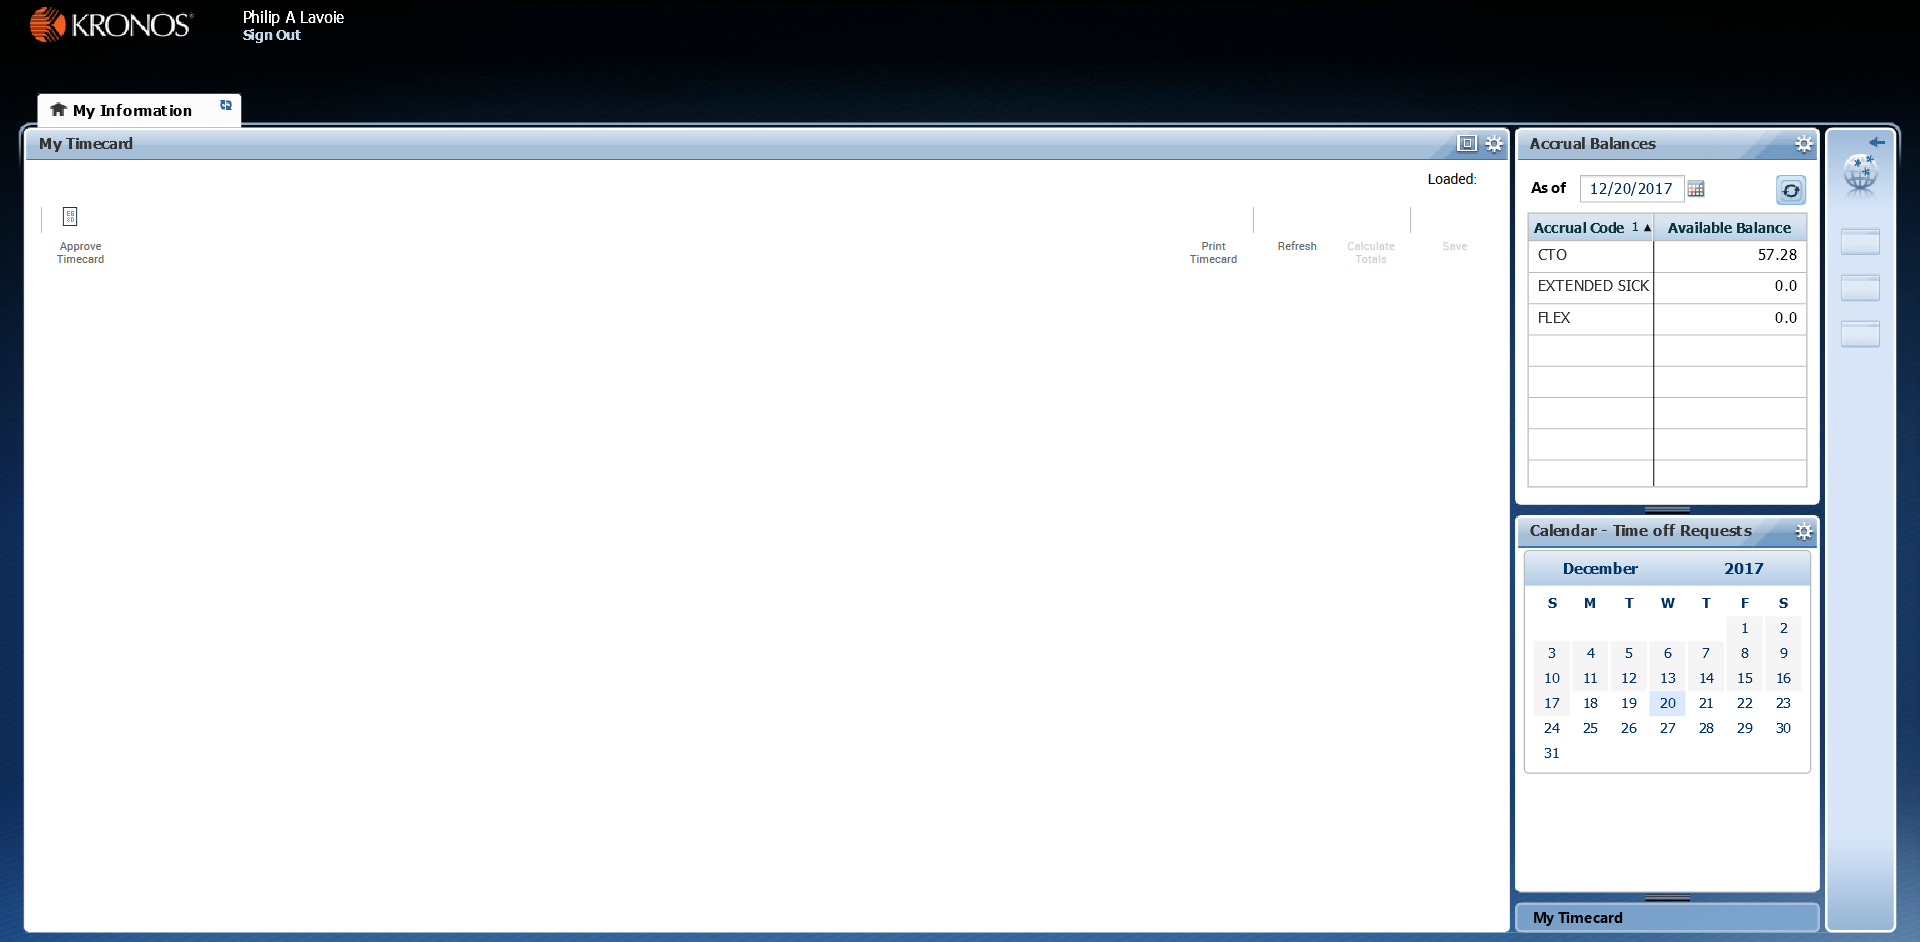 KRONOS
Philip A Lavoie
Sign Out
My Information
My Timecard
Loaded:
Approve
Timecard
Print
Timecard
Refresh
Calculate
Totals
Save
Accrual Balances
As of 12/20/2017
Accrual Code 1 ▲ Available Balance
CTO 57.28
EXTENDED SICK 0.0
FLEX 0.0
Calendar - Time off Requests
December 2017
S M T W T F S
1 2
3 4 5 6 7 8 9
10 11 12 13 14 15 16
17 18 19 20 21 22 23
24 25 26 27 28 29 30
31
My Timecard